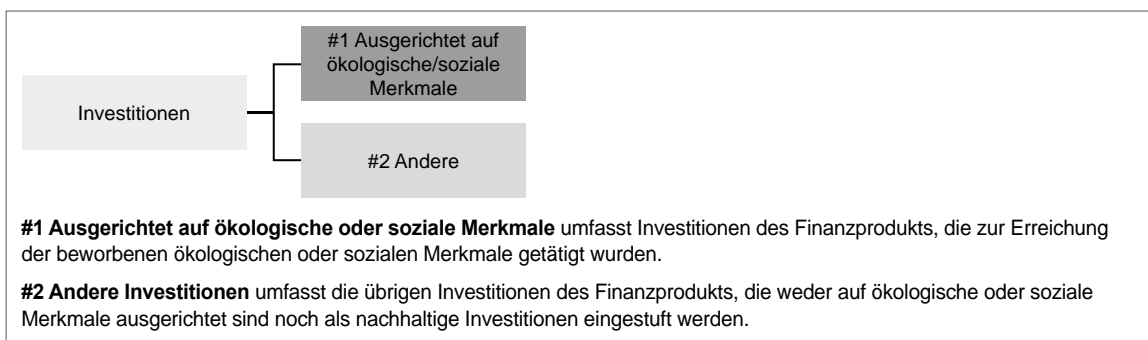 #1 Ausgerichtet auf
ökologische/soziale
Merkmale
Investitionen
#2 Andere
#1 Ausgerichtet auf ökologische oder soziale Merkmale umfasst Investitionen des Finanzprodukts, die zur Erreichung
der beworbenen ökologischen oder sozialen Merkmale getätigt wurden.
#2 Andere Investitionen umfasst die übrigen Investitionen des Finanzprodukts, die weder auf ökologische oder soziale
Merkmale ausgerichtet sind noch als nachhaltige Investitionen eingestuft werden.